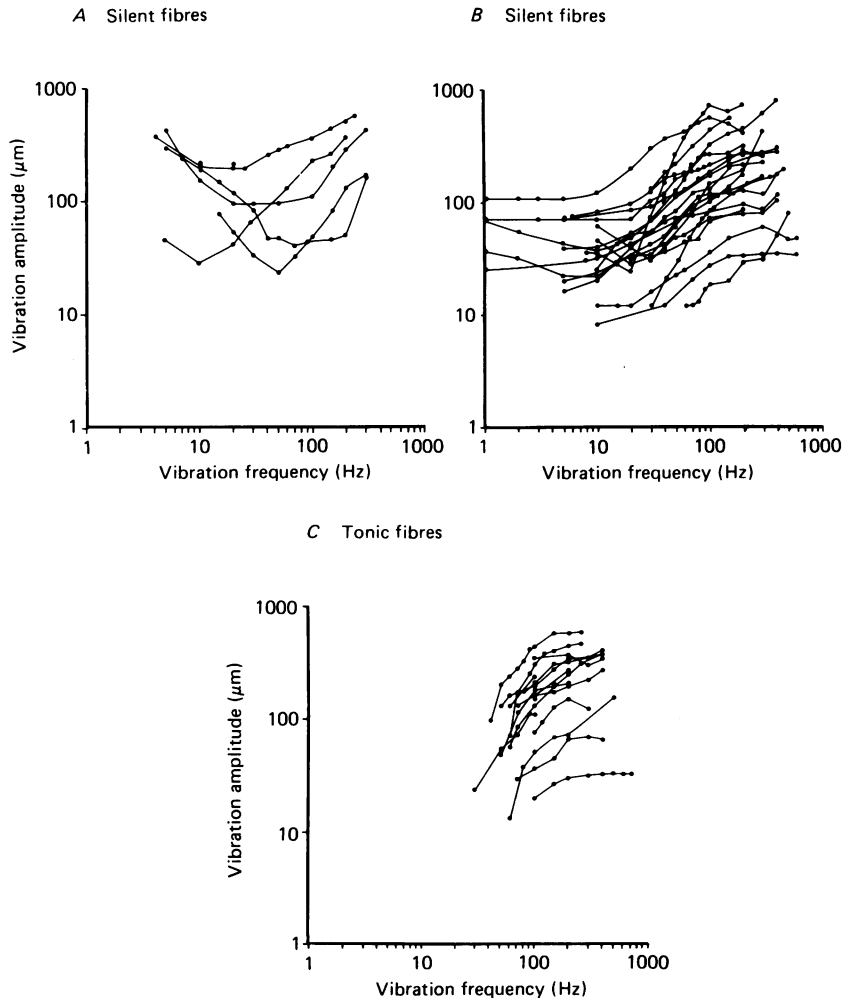 A Silent fibres
B Silent fibres
1000
100
10
1
Vibration amplitude (μm)
1 10 100 1000
Vibration frequency (Hz)
1000
100
10
1
1 10 100 1000
Vibration frequency (Hz)
C Tonic fibres
1000
100
10
1
Vibration amplitude (μm)
1 10 100 1000
Vibration frequency (Hz)